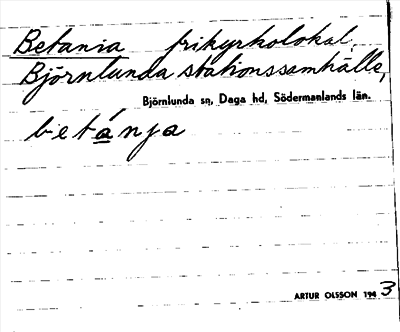 Betania frikyrkolokal,
Björnlunda stationssamhälle,
Björnlunda sn, Daga hd, Södermanlands län.
betánja
ARTUR OLSSON 1943